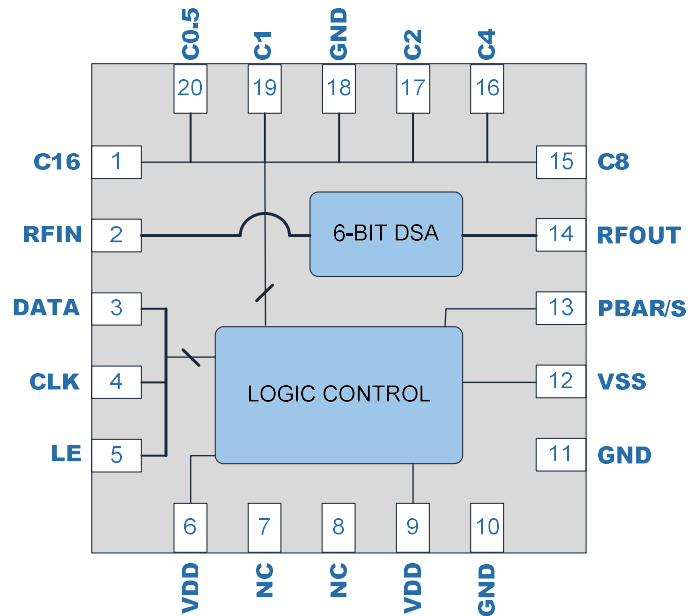 C0.5
C1
GND
C2
C4
20
19
18
17
16
C16
1
15
C8
RFIN
2
6-BIT DSA
14
RFOUT
DATA
3
13
PBAR/S
CLK
4
LOGIC CONTROL
12
VSS
LE
5
11
GND
6
7
8
9
10
VDD
NC
NC
VDD
GND